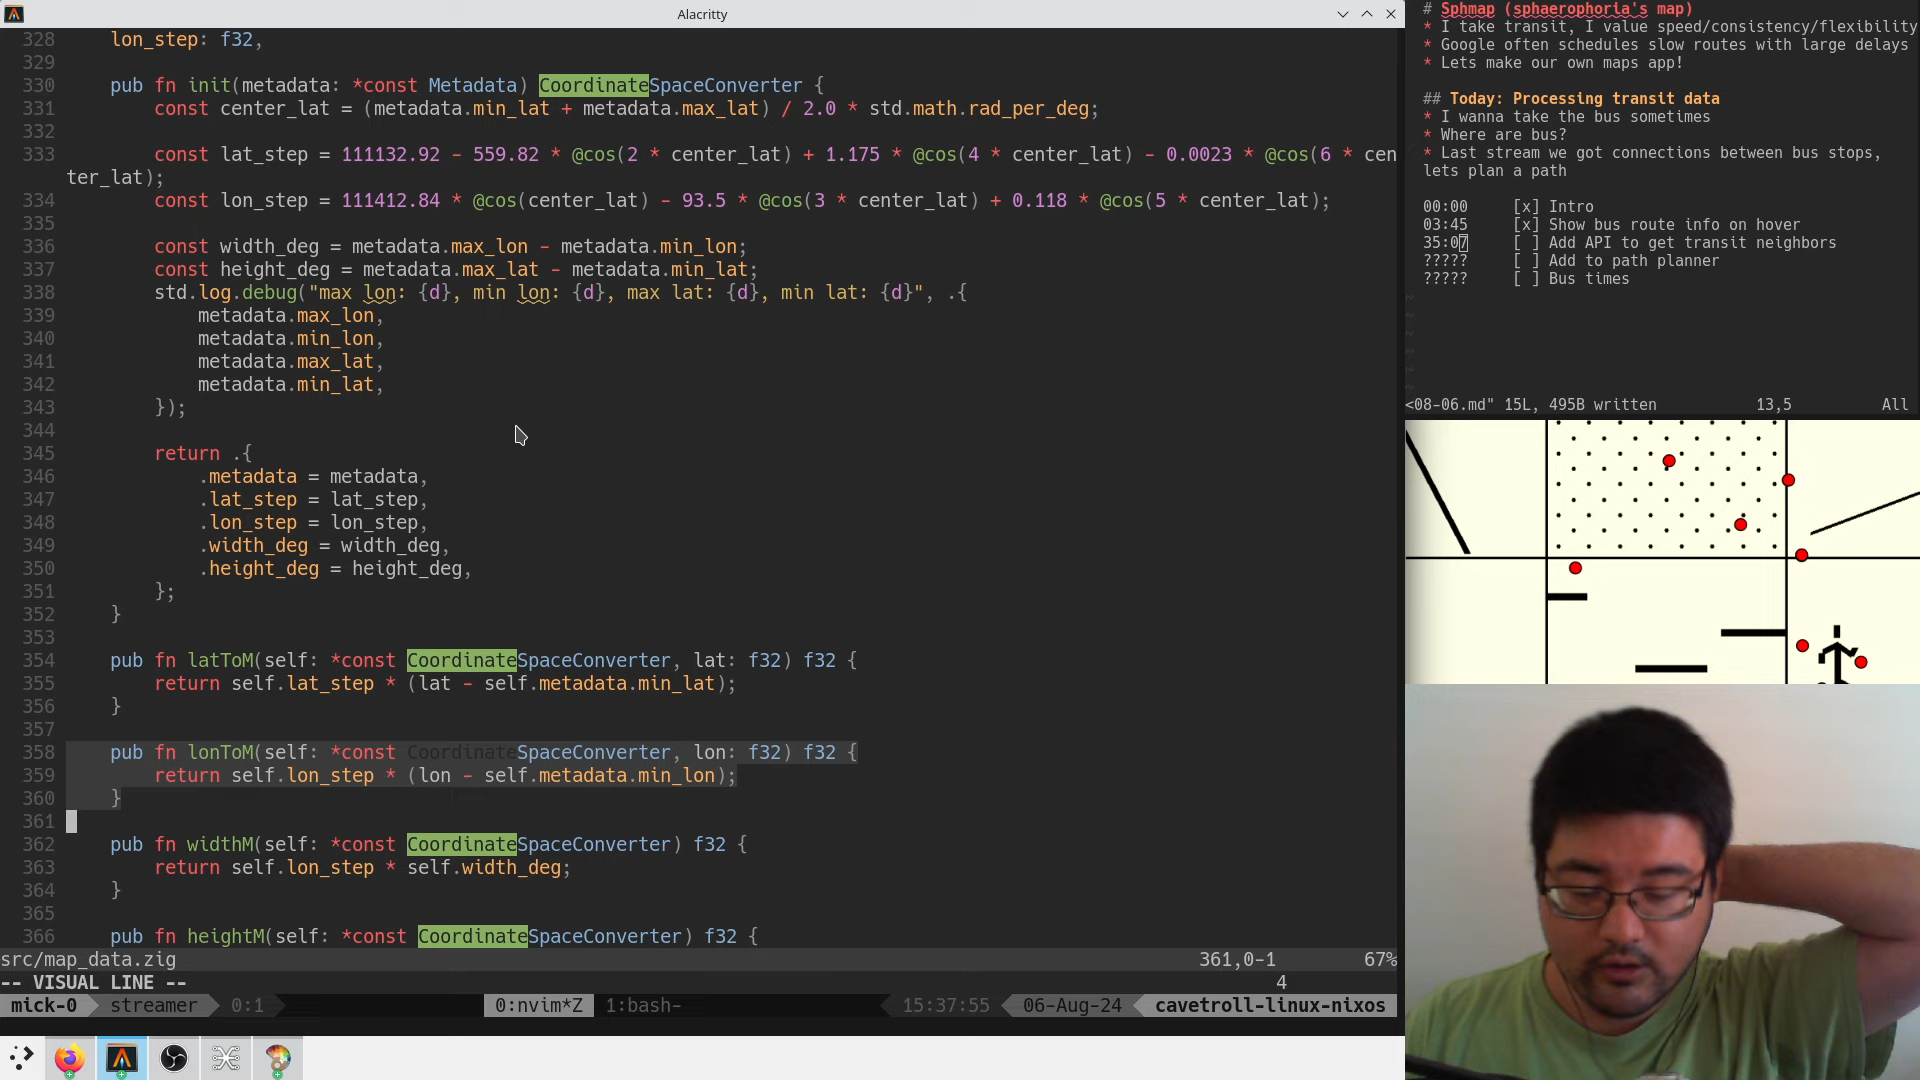 Alacritty
328 lon_step: f32,
329
330 pub fn init(metadata: *const Metadata) CoordinateSpaceConverter {
331 const center_lat = (metadata.min_lat + metadata.max_lat) / 2.0 * std.math.rad_per_deg;
332
333 const lat_step = 111132.92 - 559.82 * @cos(2 * center_lat) + 1.175 * @cos(4 * center_lat) - 0.0023 * @cos(6 * cen
ter_lat);
334 const lon_step = 111412.84 * @cos(center_lat) - 93.5 * @cos(3 * center_lat) + 0.118 * @cos(5 * center_lat);
335
336 const width_deg = metadata.max_lon - metadata.min_lon;
337 const height_deg = metadata.max_lat - metadata.min_lat;
338 std.log.debug("max lon: {d}, min lon: {d}, max lat: {d}, min lat: {d}", .{
339 metadata.max_lon,
340 metadata.min_lon,
341 metadata.max_lat,
342 metadata.min_lat,
343 });
344
345 return .{
346 .metadata = metadata,
347 .lat_step = lat_step,
348 .lon_step = lon_step,
349 .width_deg = width_deg,
350 .height_deg = height_deg,
351 };
352 }
353
354 pub fn latToM(self: *const CoordinateSpaceConverter, lat: f32) f32 {
355 return self.lat_step * (lat - self.metadata.min_lat);
356 }
357
358 pub fn lonToM(self: *const CoordinateSpaceConverter, lon: f32) f32 {
359 return self.lon_step * (lon - self.metadata.min_lon);
360 }
361
362 pub fn widthM(self: *const CoordinateSpaceConverter) f32 {
363 return self.lon_step * self.width_deg;
364 }
365
366 pub fn heightM(self: *const CoordinateSpaceConverter) f32 {
src/map_data.zig 361,0-1 67%
-- VISUAL LINE -- 4
mick-0 streamer 0:1 0:nvim*Z 1:bash- 15:37:55 06-Aug-24 cavetroll-linux-nixos
# Sphmap (sphaerophoria's map)
* I take transit, I value speed/consistency/flexibility
* Google often schedules slow routes with large delays
* Lets make our own maps app!
## Today: Processing transit data
* I wanna take the bus sometimes
* Where are bus?
* Last stream we got connections between bus stops,
lets plan a path
00:00 [x] Intro
03:45 [x] Show bus route info on hover
35:07 [ ] Add API to get transit neighbors
????? [ ] Add to path planner
????? [ ] Bus times
~
~
~
~
~
<08-06.md" 15L, 495B written 13,5 All